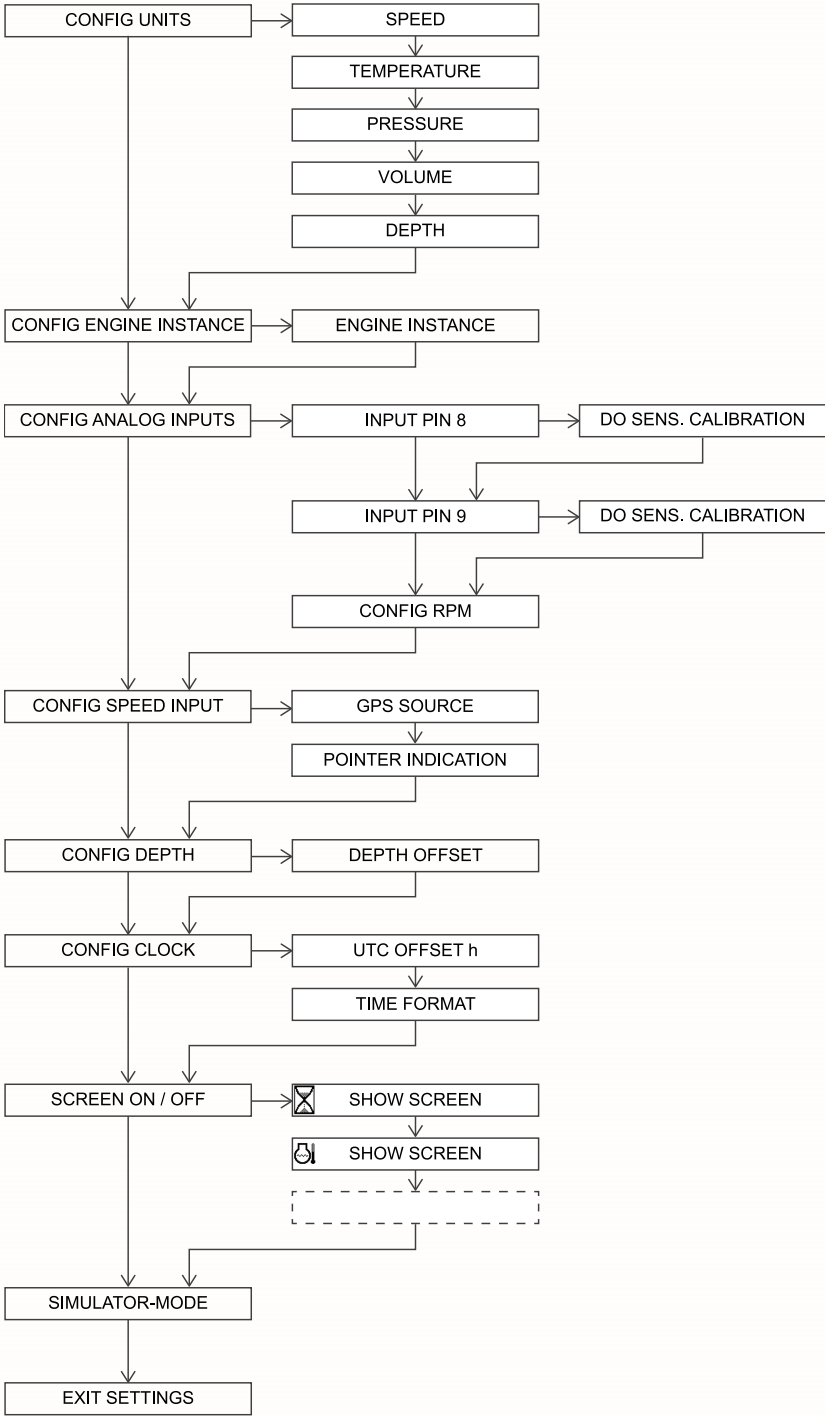 CONFIG UNITS
SPEED
TEMPERATURE
PRESSURE
VOLUME
DEPTH
CONFIG ENGINE INSTANCE
ENGINE INSTANCE
CONFIG ANALOG INPUTS
INPUT PIN 8
DO SENS. CALIBRATION
INPUT PIN 9
DO SENS. CALIBRATION
CONFIG RPM
CONFIG SPEED INPUT
GPS SOURCE
POINTER INDICATION
CONFIG DEPTH
DEPTH OFFSET
CONFIG CLOCK
UTC OFFSET h
TIME FORMAT
SCREEN ON / OFF
SHOW SCREEN
SHOW SCREEN
SIMULATOR-MODE
EXIT SETTINGS